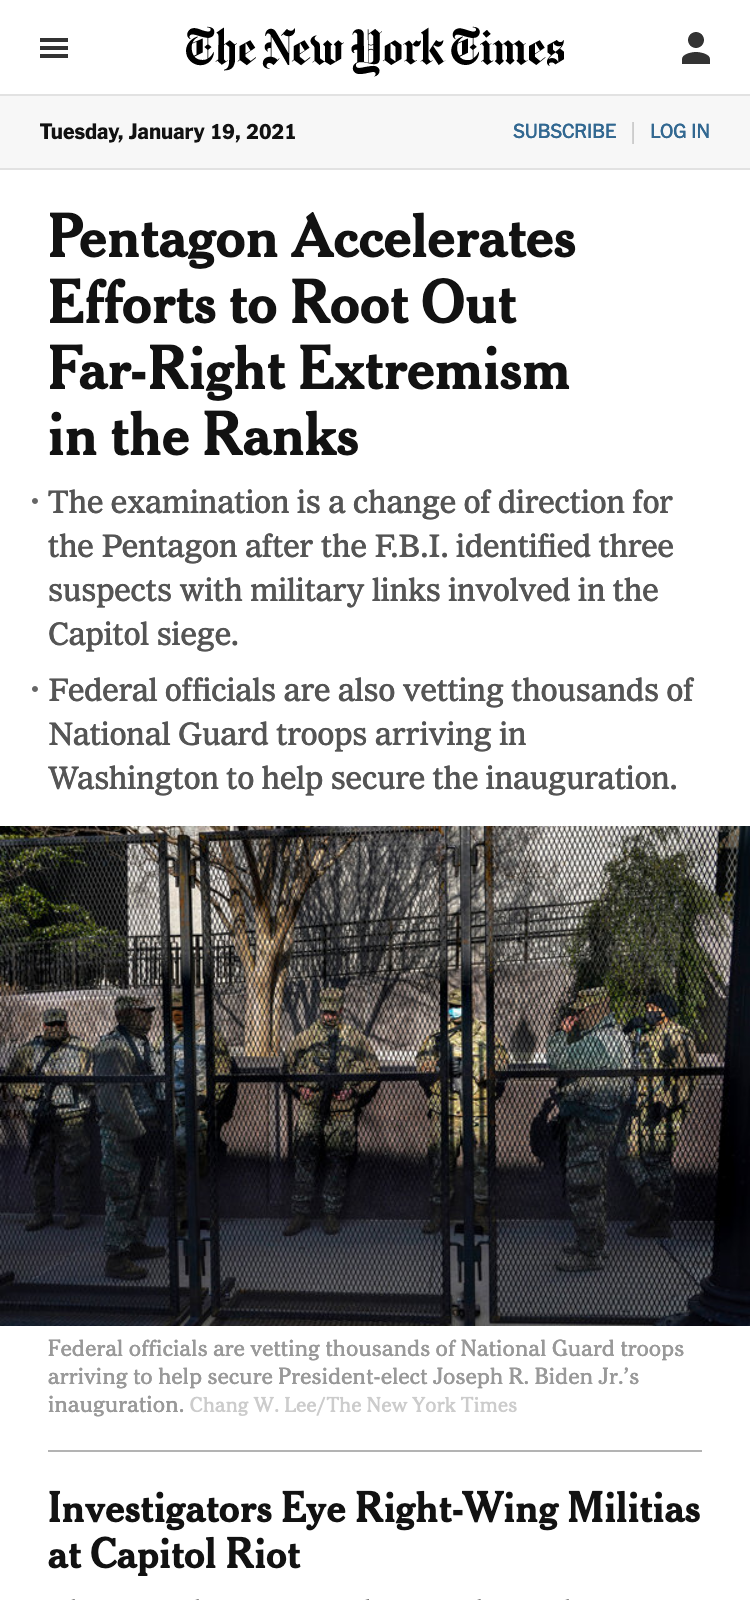 The New York Times
Tuesday, January 19, 2021
SUBSCRIBE | LOG IN
Pentagon Accelerates
Efforts to Root Out
Far-Right Extremism
in the Ranks
• The examination is a change of direction for
the Pentagon after the F.B.I. identified three
suspects with military links involved in the
Capitol siege.
• Federal officials are also vetting thousands of
National Guard troops arriving in
Washington to help secure the inauguration.
Federal officials are vetting thousands of National Guard troops
arriving to help secure President-elect Joseph R. Biden Jr.’s
inauguration. Chang W. Lee/The New York Times
Investigators Eye Right-Wing Militias
at Capitol Riot